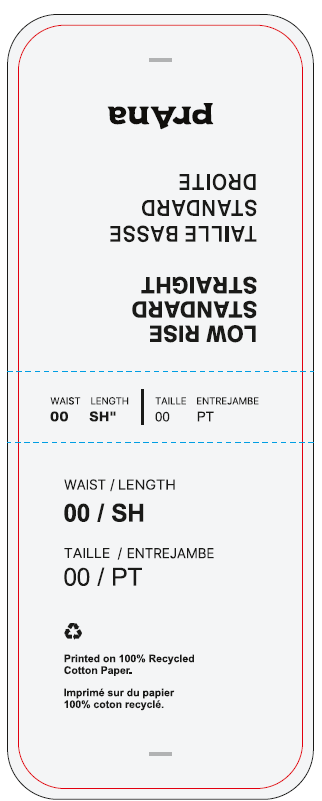 prAna
LOW RISE
STANDARD
STRAIGHT
TAILLE BASSE
STANDARD
DROITE
WAIST LENGTH TAILLE ENTREJAMBE
00 SH" 00 PT
WAIST / LENGTH
00 / SH
TAILLE / ENTREJAMBE
00 / PT
Printed on 100% Recycled
Cotton Paper.
Imprimé sur du papier
100% coton recyclé.